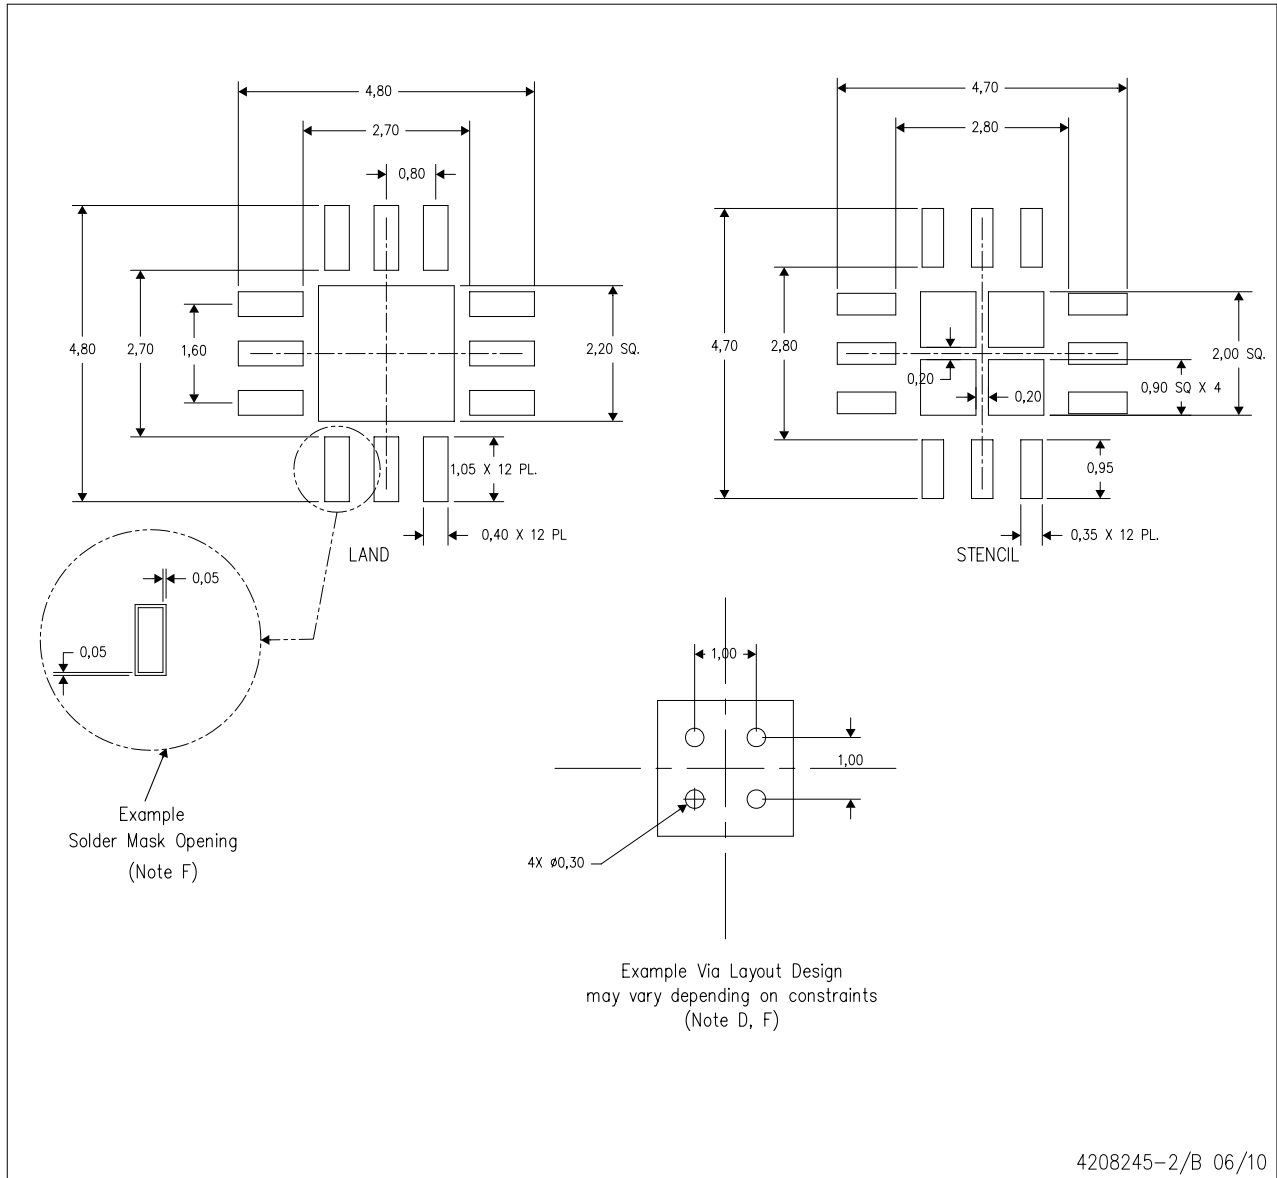 4,80
2,70
0,80
4,80
2,70
1,60
2,20 SQ.
1,05 X 12 PL.
0,40 X 12 PL
LAND
4,70
2,80
4,70
2,80
0,20
0,20
2,00 SQ.
0,90 SQ X 4
0,95
0,35 X 12 PL.
STENCIL
0,05
0,05
Example
Solder Mask Opening
(Note F)
1,00
1,00
4X ø0,30
Example Via Layout Design
may vary depending on constraints
(Note D, F)
4208245-2/B 06/10